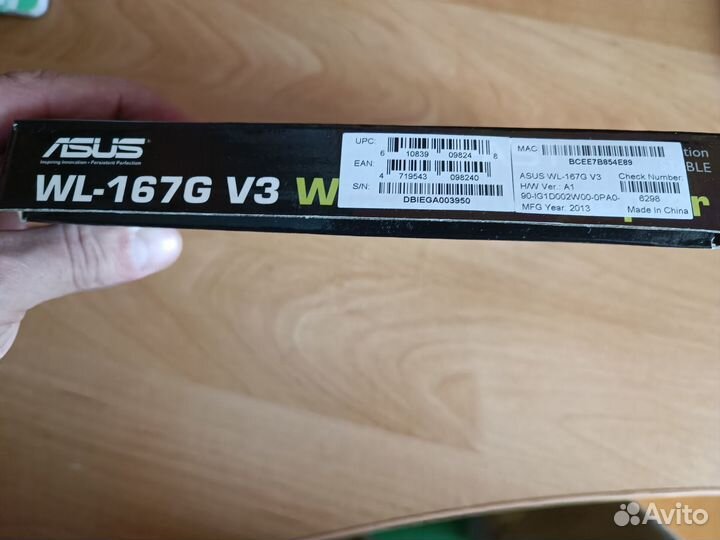 ASUS
Inspiring Innovation • Persistent Perfection
WL-167G V3 W
UPC:
6 10839 09824 8
EAN:
4 719543 098240
S/N:
DBIEGA003950
MAC:
BCEE7B854E89
ASUS WL-167G V3 Check Number.
H/W Ver.: A1
90-IG1D002W00-0PA0- 6298
MFG Year: 2013 Made In China
Avito